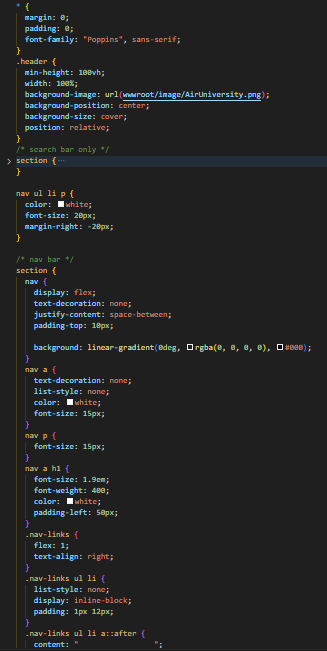 * {
margin: 0;
padding: 0;
font-family: "Poppins", sans-serif;
}
.header {
min-height: 100vh;
width: 100%;
background-image: url(wwwroot/image/AirUniversity.png);
background-position: center;
background-size: cover;
position: relative;
}
/* search bar only */
section {···
}
nav ul li p {
color: white;
font-size: 20px;
margin-right: -20px;
}
/* nav bar */
section {
nav {
display: flex;
text-decoration: none;
justify-content: space-between;
padding-top: 10px;
background: linear-gradient(0deg, rgba(0, 0, 0, 0), #000);
}
nav a {
text-decoration: none;
list-style: none;
color: white;
font-size: 15px;
}
nav p {
font-size: 15px;
}
nav a h1 {
font-size: 1.9em;
font-weight: 400;
color: white;
padding-left: 50px;
}
.nav-links {
flex: 1;
text-align: right;
}
.nav-links ul li {
list-style: none;
display: inline-block;
padding: 1px 12px;
}
.nav-links ul li a::after {
content: "                    ";